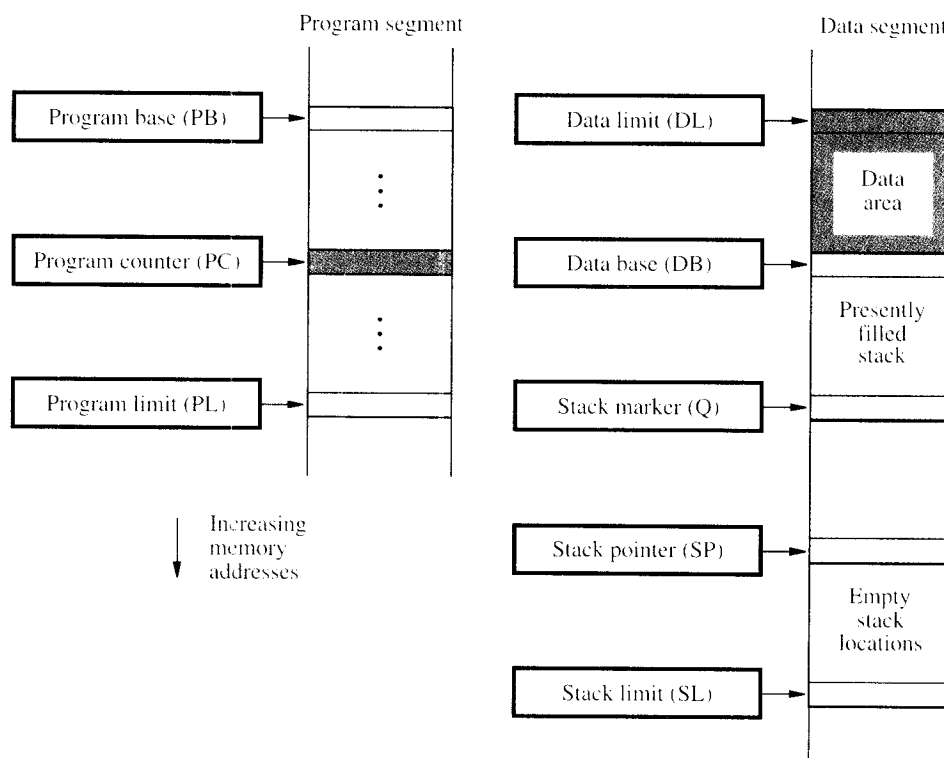 Program segment
Data segment
Program base (PB)
Data limit (DL)
Data
area
Program counter (PC)
Data base (DB)
Presently
filled
stack
Program limit (PL)
Stack marker (Q)
Increasing
memory
addresses
Stack pointer (SP)
Empty
stack
locations
Stack limit (SL)